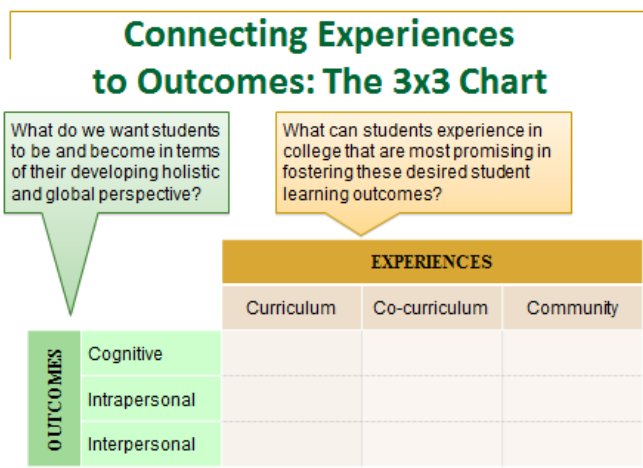 Connecting Experiences
to Outcomes: The 3x3 Chart
What do we want students
to be and become in terms
of their developing holistic
and global perspective?
What can students experience in
college that are most promising in
fostering these desired student
learning outcomes?
EXPERIENCES
Curriculum
Co-curriculum
Community
OUTCOMES
Cognitive
Intrapersonal
Interpersonal